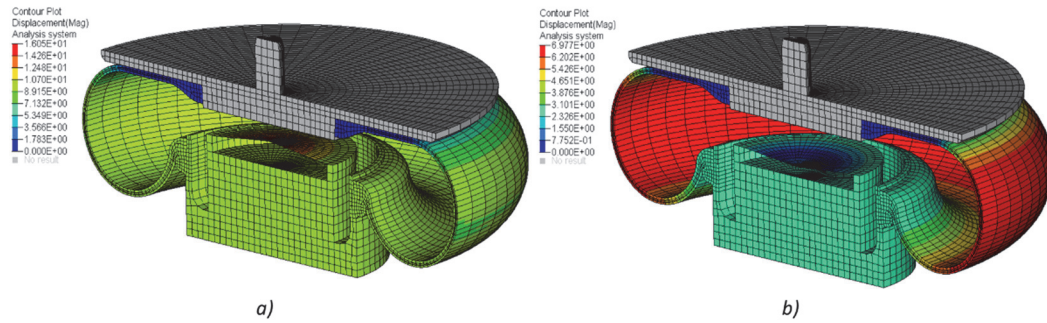 Contour Plot
Displacement(Mag)
Analysis system
1.605E+01
1.426E+01
1.248E+01
1.070E+01
8.915E+00
7.132E+00
5.349E+00
3.566E+00
1.783E+00
0.000E+00
No result
a)
Contour Plot
Displacement(Mag)
Analysis system
6.977E+00
6.202E+00
5.426E+00
4.651E+00
3.876E+00
3.101E+00
2.326E+00
1.550E+00
7.752E-01
0.000E+00
No result
b)